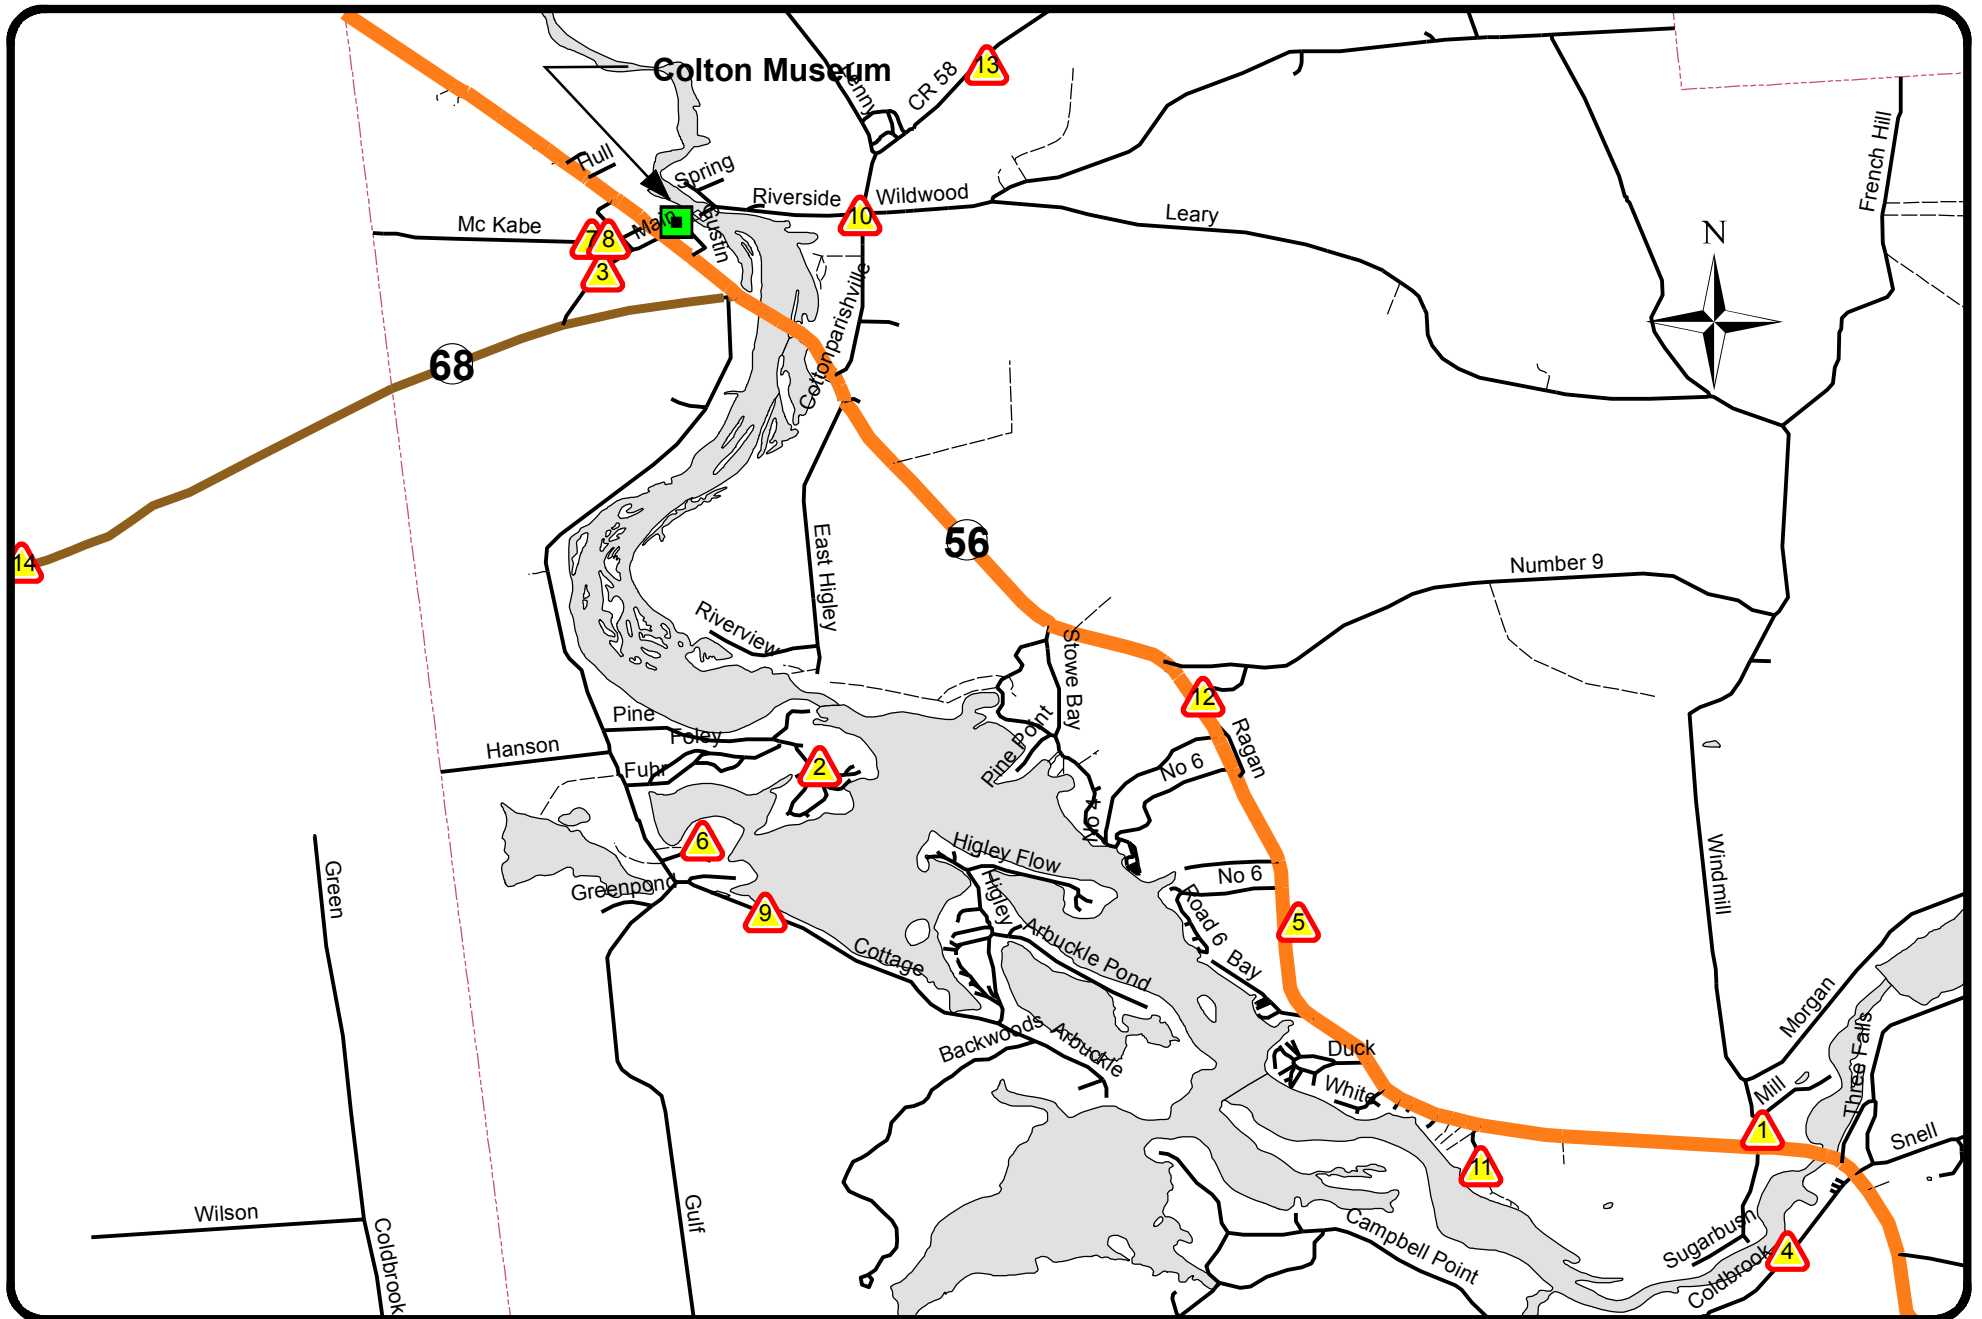 Colton Museum
enny
CR 58
13
Hull
Spring
Riverside
10
Wildwood
French Hill
Mc Kabe
7
8
Main
Gustin
Leary
N
3
Coltonparishville
68
14
56
East Higley
Number 9
Riverview
Stowe Bay
12
Pine
Foley
Hanson
Fuhr
2
Pine Point
No 6
Ragan
No 4
6
Higley Flow
Greenpond
Higley
No 6
Green
9
Road 6
5
Windmill
Cottage
Arbuckle Pond
Bay
Morgan
Backwoods
Arbuckle
Duck
Three Falls
White
Mill
1
Snell
11
Wilson
Gulf
Campbell Point
Sugarbush
Coldbrook
Coldbrook
4